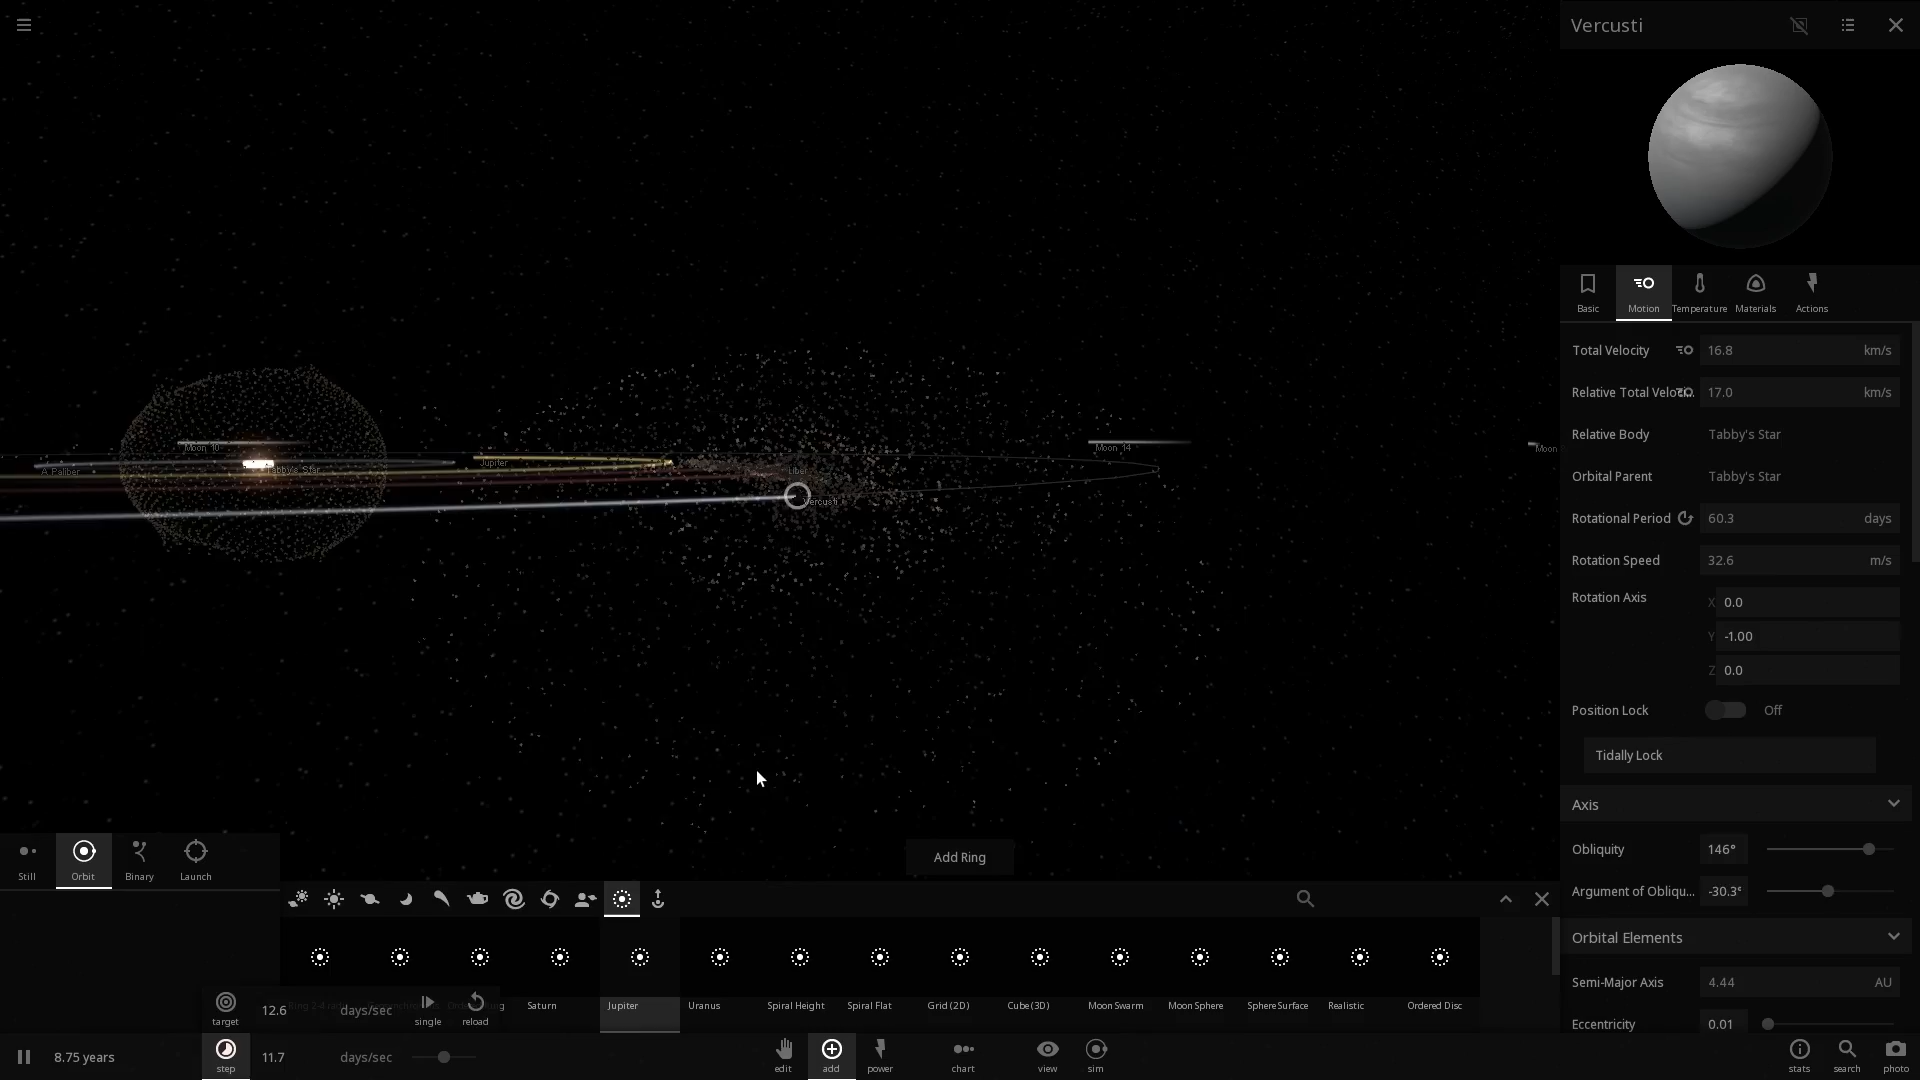 Vercusti
Basic
Motion
Temperature
Materials
Actions
Total Velocity 16.8 km/s
Relative Total Veloci... 17.0 km/s
Relative Body Tabby's Star
Orbital Parent Tabby's Star
Rotational Period 60.3 days
Rotation Speed 32.6 m/s
Rotation Axis X 0.0
Y -1.00
Z 0.0
Position Lock Off
Tidally Lock
Axis
Obliquity 146°
Argument of Obliqu... -30.3°
Orbital Elements
Semi-Major Axis 4.44 AU
Eccentricity 0.01
Moon 10
Tabby's Star
A. Paliber
Jupiter
Liber
Vercusti
Moon 14
Moon
Still
Orbit
Binary
Launch
Add Ring
Saturn
Jupiter
Uranus
Spiral Height
Spiral Flat
Grid (2D)
Cube (3D)
Moon Swarm
Moon Sphere
Sphere Surface
Realistic
Ordered Disc
target
12.6 days/sec
single
reload
8.75 years
step
11.7 days/sec
edit
add
power
chart
view
sim
stats
search
photo